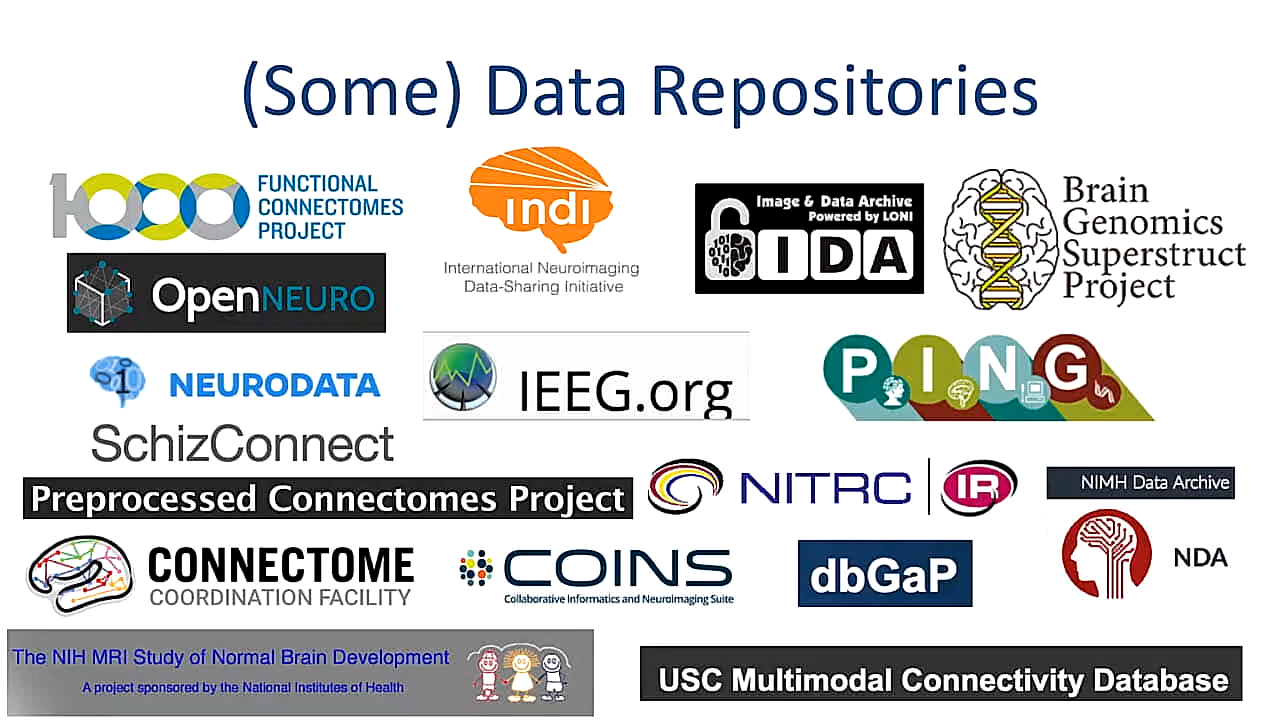 (Some) Data Repositories
1000 FUNCTIONAL
CONNECTOMES
PROJECT
indi
International Neuroimaging
Data-Sharing Initiative
Image & Data Archive
Powered by LONI
IDA
Brain
Genomics
Superstruct
Project
OpenNEURO
NEURODATA
IEEG.org
PING
SchizConnect
Preprocessed Connectomes Project
NITRC IR
NIMH Data Archive
NDA
CONNECTOME
COORDINATION FACILITY
COINS
Collaborative Informatics and Neuroimaging Suite
dbGaP
The NIH MRI Study of Normal Brain Development
A project sponsored by the National Institutes of Health
USC Multimodal Connectivity Database